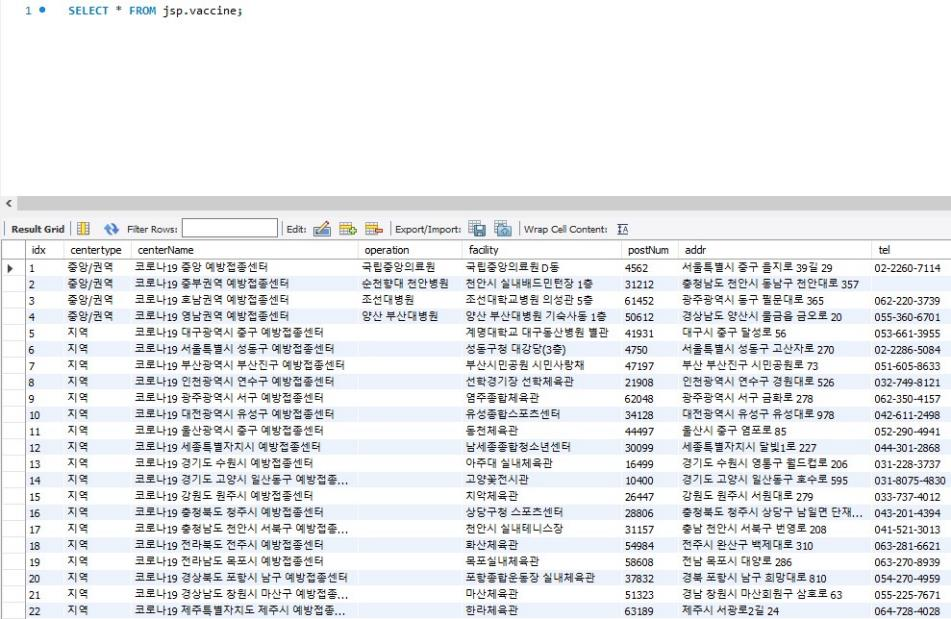 1 SELECT * FROM jsp.vaccine;
Result Grid Filter Rows: Edit: Export/Import: Wrap Cell Content:
idx centertype centerName operation facility postNum addr tel
1 중앙/권역 코로나19 중앙 예방접종센터 국립중앙의료원 국립중앙의료원D동 4562 서울특별시 중구 을지로 39길 29 02-2260-7114
2 중앙/권역 코로나19 중부권역 예방접종센터 순천향대 천안병원 천안시 실내배드민턴장 1층 31212 충청남도 천안시 동남구 천안대로 357
3 중앙/권역 코로나19 호남권역 예방접종센터 조선대병원 조선대학교병원 의성관 5층 61452 광주광역시 동구 필문대로 365 062-220-3739
4 중앙/권역 코로나19 영남권역 예방접종센터 양산 부산대병원 양산 부산대병원 기숙사동 1층 50612 경상남도 양산시 물금읍 금오로 20 055-360-6701
5 지역 코로나19 대구광역시 중구 예방접종센터 계명대학교 대구동산병원 별관 41931 대구시 중구 달성로 56 053-661-3955
6 지역 코로나19 서울특별시 성동구 예방접종센터 성동구청 대강당(3층) 4750 서울특별시 성동구 고산자로 270 02-2286-5084
7 지역 코로나19 부산광역시 부산진구 예방접종센터 부산시민공원 시민사랑채 47197 부산 부산진구 시민공원로 73 051-605-8633
8 지역 코로나19 인천광역시 연수구 예방접종센터 선학경기장 선학체육관 21908 인천광역시 연수구 경원대로 526 032-749-8121
9 지역 코로나19 광주광역시 서구 예방접종센터 염주종합체육관 62048 광주광역시 서구 금화로 278 062-350-4157
10 지역 코로나19 대전광역시 유성구 예방접종센터 유성종합스포츠센터 34128 대전광역시 유성구 유성대로 978 042-611-2498
11 지역 코로나19 울산광역시 중구 예방접종센터 동천체육관 44497 울산시 중구 염포로 85 052-290-4941
12 지역 코로나19 세종특별자치시 예방접종센터 남세종종합청소년센터 30099 세종특별자치시 달빛1로 227 044-301-2868
13 지역 코로나19 경기도 수원시 예방접종센터 아주대 실내체육관 16499 경기도 수원시 영통구 월드컵로 206 031-228-3737
14 지역 코로나19 경기도 고양시 일산동구 예방접종... 고양꽃전시관 10400 경기도 고양시 일산동구 호수로 595 031-8075-4830
15 지역 코로나19 강원도 원주시 예방접종센터 치악체육관 26447 강원도 원주시 서원대로 279 033-737-4012
16 지역 코로나19 충청북도 청주시 예방접종센터 상당구청 스포츠센터 28806 충청북도 청주시 상당구 남일면 단재... 043-201-4394
17 지역 코로나19 충청남도 천안시 서북구 예방접종... 천안시 실내테니스장 31157 충남 천안시 서북구 번영로 208 041-521-3013
18 지역 코로나19 전라북도 전주시 예방접종센터 화산체육관 54984 전주시 완산구 백제대로 310 063-281-6621
19 지역 코로나19 전라남도 목포시 예방접종센터 목포실내체육관 58608 전남 목포시 대양로 286 063-270-8939
20 지역 코로나19 경상북도 포항시 남구 예방접종센터 포항종합운동장 실내체육관 37832 경북 포항시 남구 희망대로 810 054-270-4959
21 지역 코로나19 경상남도 창원시 마산구 예방접종... 마산체육관 51323 경남 창원시 마산회원구 삼호로 63 055-225-7671
22 지역 코로나19 제주특별자치도 제주시 예방접종... 한라체육관 63189 제주시 서광로2길 24 064-728-4028